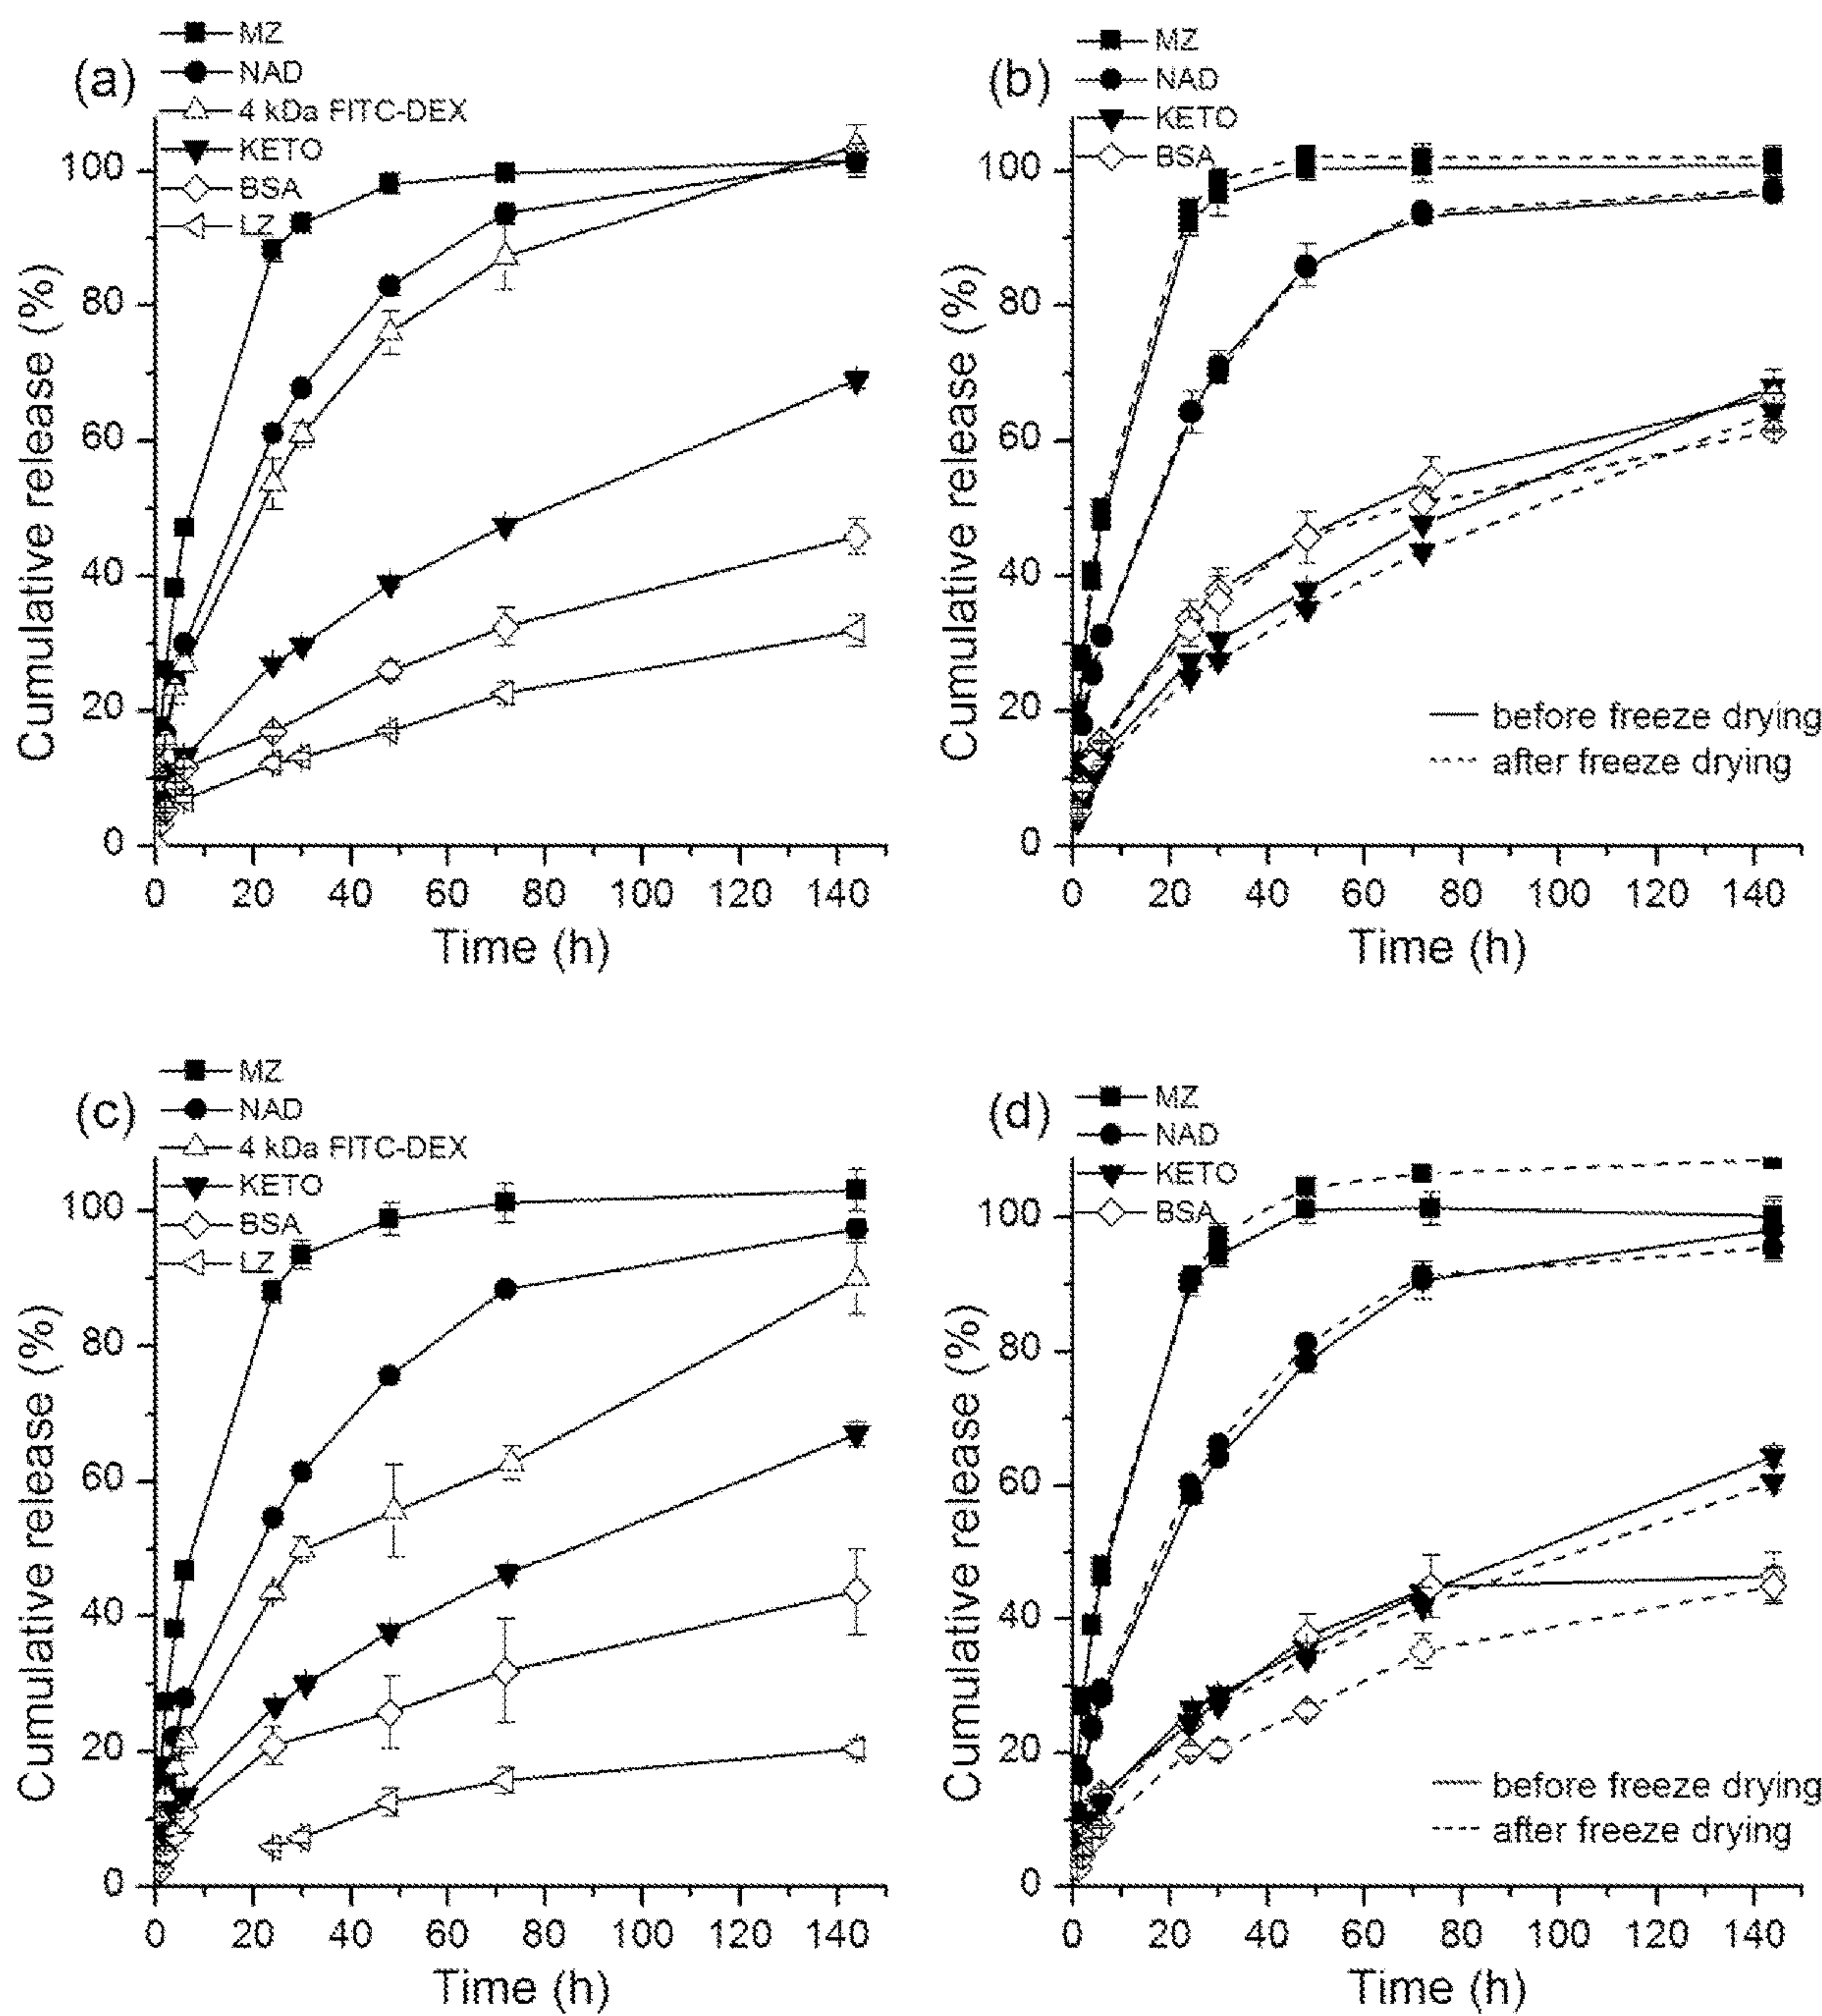 (a)
MZ
NAD
4 kDa FITC-DEX
KETO
BSA
LZ
100
80
60
40
20
0
Cumulative release (%)
0 20 40 60 80 100 120 140
Time (h)
(b)
MZ
NAD
KETO
BSA
100
80
60
40
20
0
Cumulative release (%)
before freeze drying
after freeze drying
0 20 40 60 80 100 120 140
Time (h)
(c)
MZ
NAD
4 kDa FITC-DEX
KETO
BSA
LZ
100
80
60
40
20
0
Cumulative release (%)
0 20 40 60 80 100 120 140
Time (h)
(d)
MZ
NAD
KETO
BSA
100
80
60
40
20
0
Cumulative release (%)
before freeze drying
after freeze drying
0 20 40 60 80 100 120 140
Time (h)